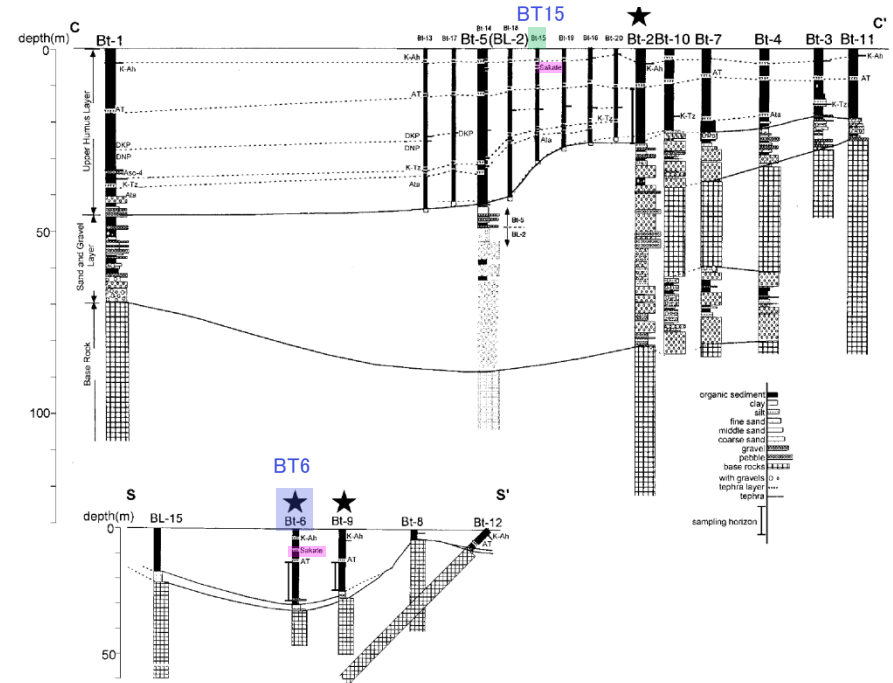 BT15
C
C'
depth(m)
Bt-1
Bt-13
Bt-17
Bt-14
Bt-5(BL-2)
Bt-18
Bt-15
Bt-19
Bt-16
Bt-20
Bt-2
Bt-10
Bt-7
Bt-4
Bt-3
Bt-11
0
K-Ah
AT
DKP
DNP
Aso-4
K-Tz
Ata
K-Ah
AT
DKP
DNP
K-Tz
Ata
DKP
Sakate
K-Tz
Ata
K-Ah
K-Tz
AT
Ata
AT
K-Tz
K-Ah
AT
50
100
Upper Humus Layer
Sand and Gravel Layer
Base Rock
Bt-5
BL-2
organic sediment
clay
silt
fine sand
middle sand
coarse sand
gravel
pebble
base rocks
with gravels
tephra layer
tephra
sampling horizon
BT6
S
S'
depth(m)
BL-15
Bt-6
Bt-9
Bt-8
Bt-12
0
K-Ah
Sakate
AT
K-Ah
AT
K-Ah
AT
50